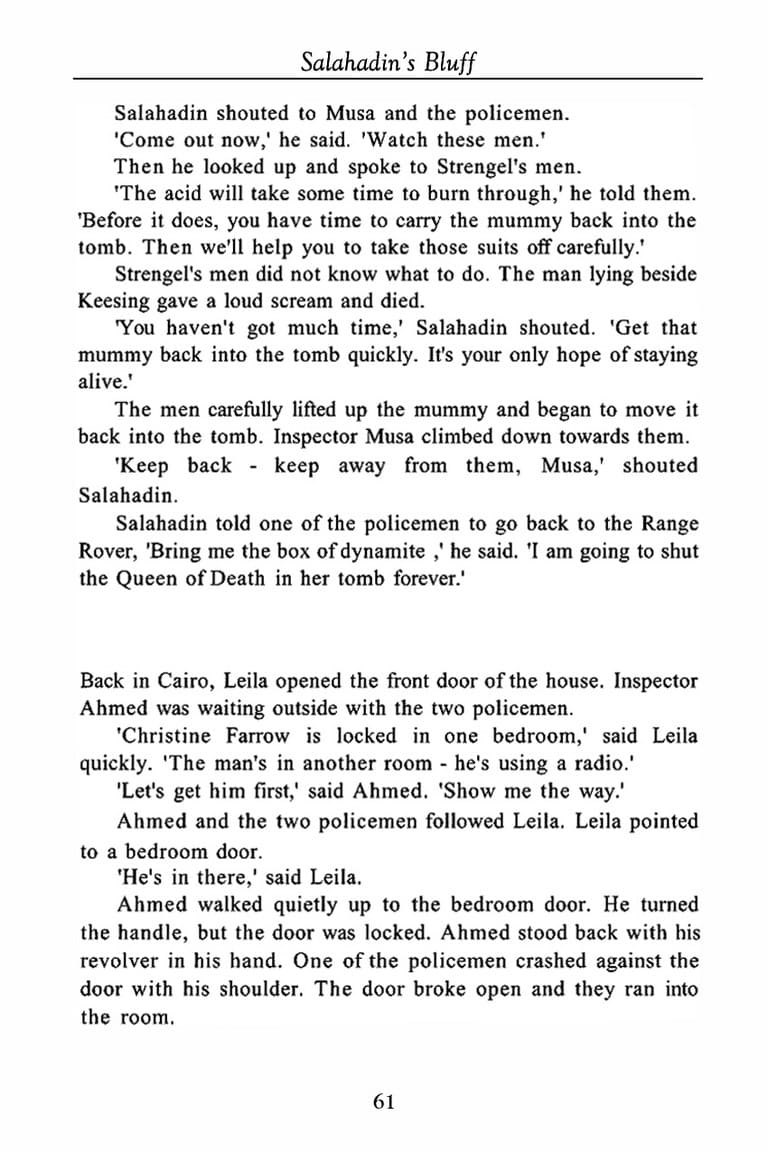 Salahadin's Bluff
Salahadin shouted to Musa and the policemen.
'Come out now,' he said. 'Watch these men.'
Then he looked up and spoke to Strengel's men.
'The acid will take some time to burn through,' he told them.
'Before it does, you have time to carry the mummy back into the
tomb. Then we'll help you to take those suits off carefully.'
Strengel's men did not know what to do. The man lying beside
Keesing gave a loud scream and died.
'You haven't got much time,' Salahadin shouted. 'Get that
mummy back into the tomb quickly. It's your only hope of staying
alive.'
The men carefully lifted up the mummy and began to move it
back into the tomb. Inspector Musa climbed down towards them.
'Keep back - keep away from them, Musa,' shouted
Salahadin.
Salahadin told one of the policemen to go back to the Range
Rover, 'Bring me the box of dynamite ,' he said. 'I am going to shut
the Queen of Death in her tomb forever.'
Back in Cairo, Leila opened the front door of the house. Inspector
Ahmed was waiting outside with the two policemen.
'Christine Farrow is locked in one bedroom,' said Leila
quickly. 'The man's in another room - he's using a radio.'
'Let's get him first,' said Ahmed. 'Show me the way.'
Ahmed and the two policemen followed Leila. Leila pointed
to a bedroom door.
'He's in there,' said Leila.
Ahmed walked quietly up to the bedroom door. He turned
the handle, but the door was locked. Ahmed stood back with his
revolver in his hand. One of the policemen crashed against the
door with his shoulder. The door broke open and they ran into
the room.
61